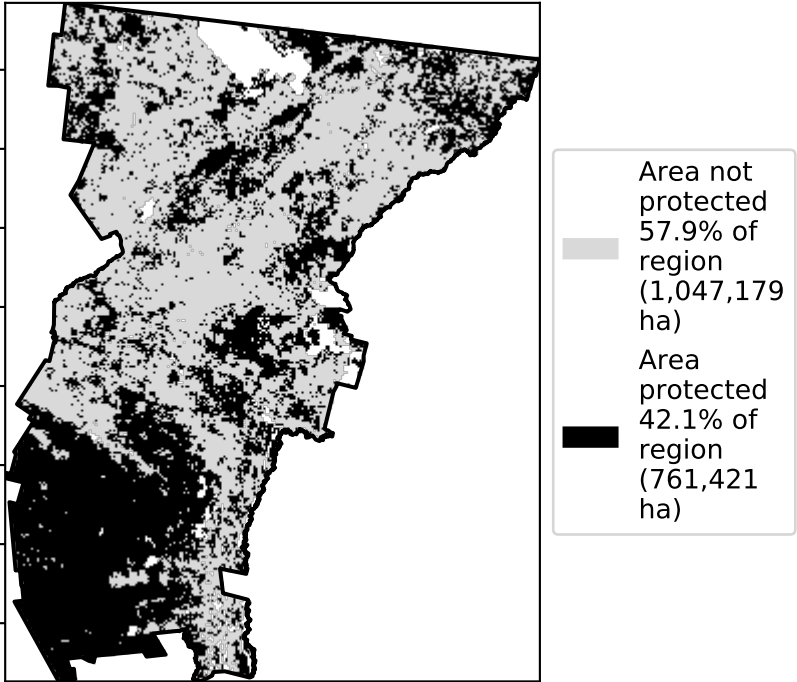 Area not
protected
57.9% of
region
(1,047,179
ha)
Area
protected
42.1% of
region
(761,421
ha)